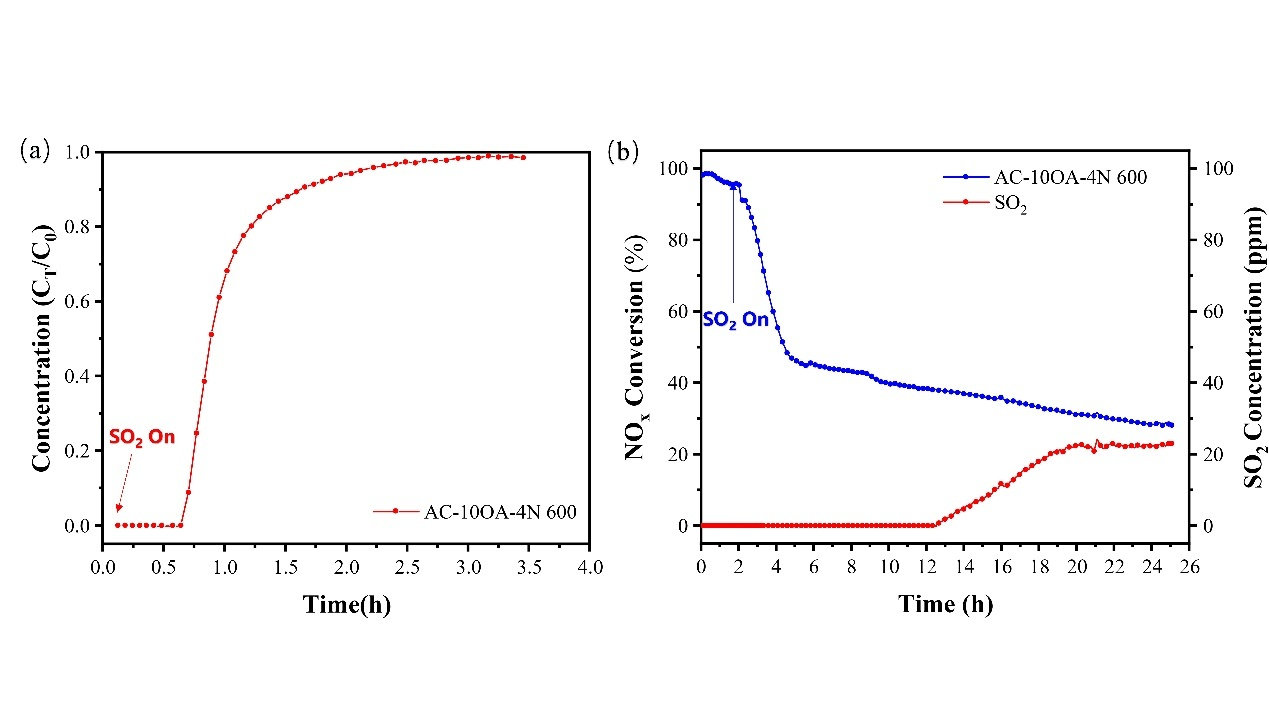 (a)
Concentration (C_T/C_0)
1.0
0.8
0.6
0.4
0.2
0.0
SO₂ On
AC-10OA-4N 600
0.0 0.5 1.0 1.5 2.0 2.5 3.0 3.5 4.0
Time(h)
(b)
NOₓ Conversion (%)
100
80
60
40
20
0
SO₂ On
AC-10OA-4N 600
SO₂
100
80
60
40
20
0
SO₂ Concentration (ppm)
0 2 4 6 8 10 12 14 16 18 20 22 24 26
Time (h)